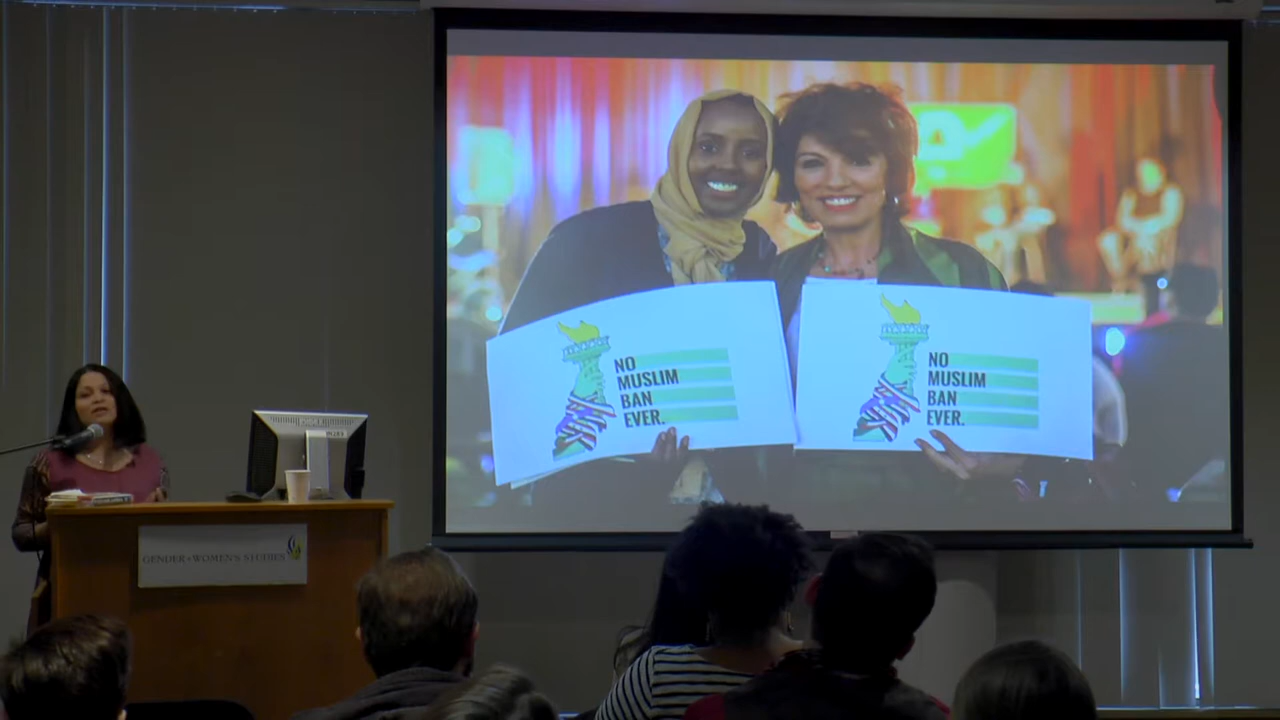 NO
MUSLIM
BAN
EVER.
NO
MUSLIM
BAN
EVER.
GENDER+WOMEN'S STUDIES